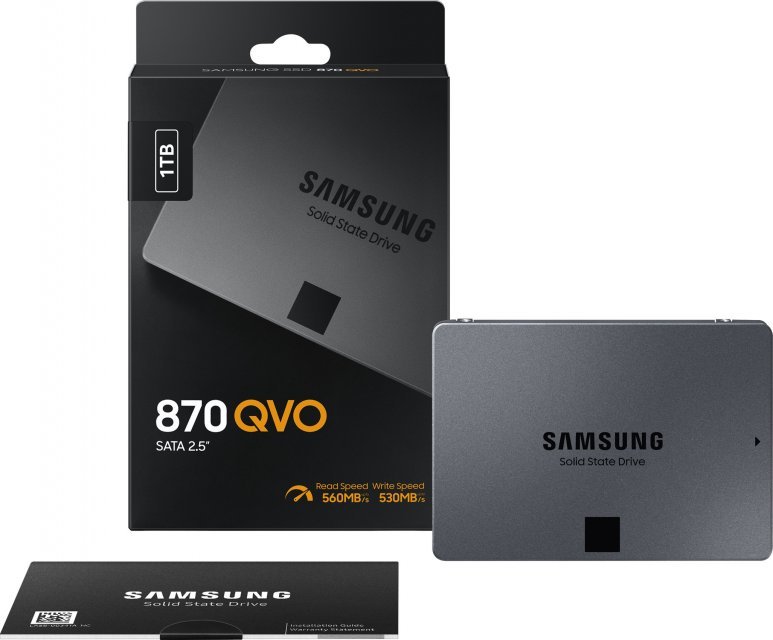 SAMSUNG SSD 870 QVO
1TB
SAMSUNG
Solid State Drive
870 QVO
SATA 2.5"
Read Speed Write Speed
560MB/s 530MB/s
SAMSUNG
Solid State Drive
SAMSUNG
Solid State Drive
Installation Guide
Warranty Statement